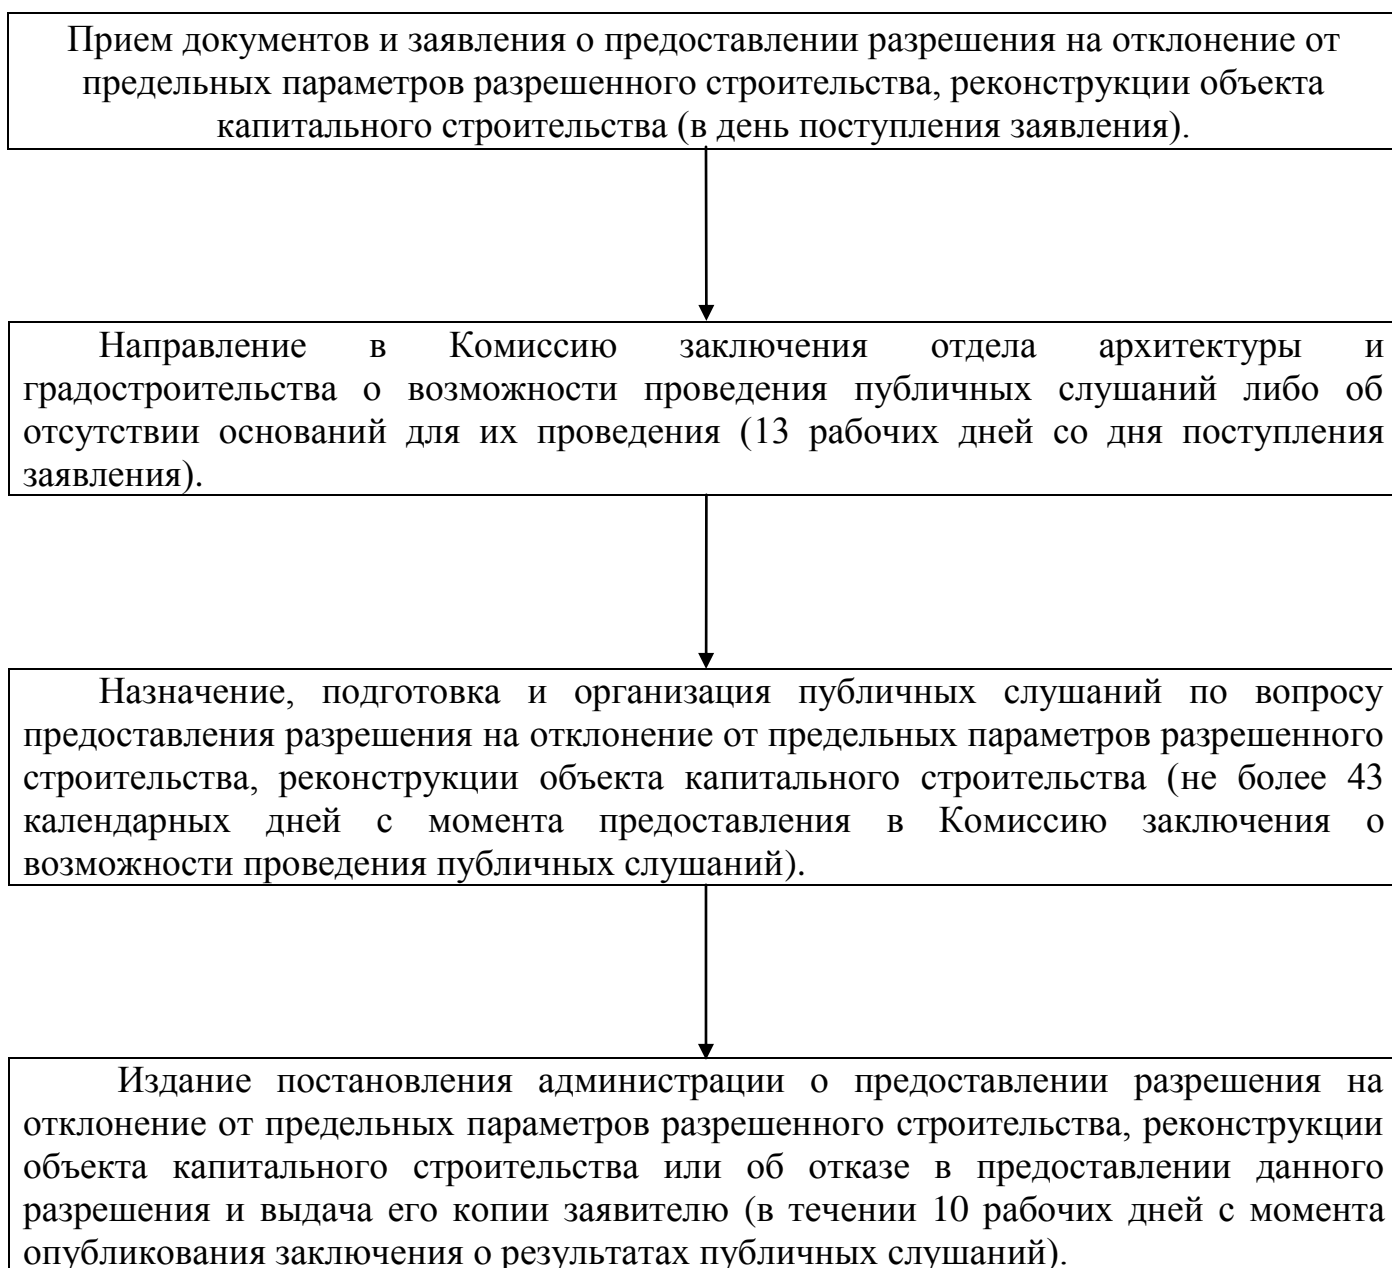 Прием документов и заявления о предоставлении разрешения на отклонение от
предельных параметров разрешенного строительства, реконструкции объекта
капитального строительства (в день поступления заявления).
Направление в Комиссию заключения отдела архитектуры и
градостроительства о возможности проведения публичных слушаний либо об
отсутствии оснований для их проведения (13 рабочих дней со дня поступления
заявления).
Назначение, подготовка и организация публичных слушаний по вопросу
предоставления разрешения на отклонение от предельных параметров разрешенного
строительства, реконструкции объекта капитального строительства (не более 43
календарных дней с момента предоставления в Комиссию заключения о
возможности проведения публичных слушаний).
Издание постановления администрации о предоставлении разрешения на
отклонение от предельных параметров разрешенного строительства, реконструкции
объекта капитального строительства или об отказе в предоставлении данного
разрешения и выдача его копии заявителю (в течении 10 рабочих дней с момента
опубликования заключения о результатах публичных слушаний).